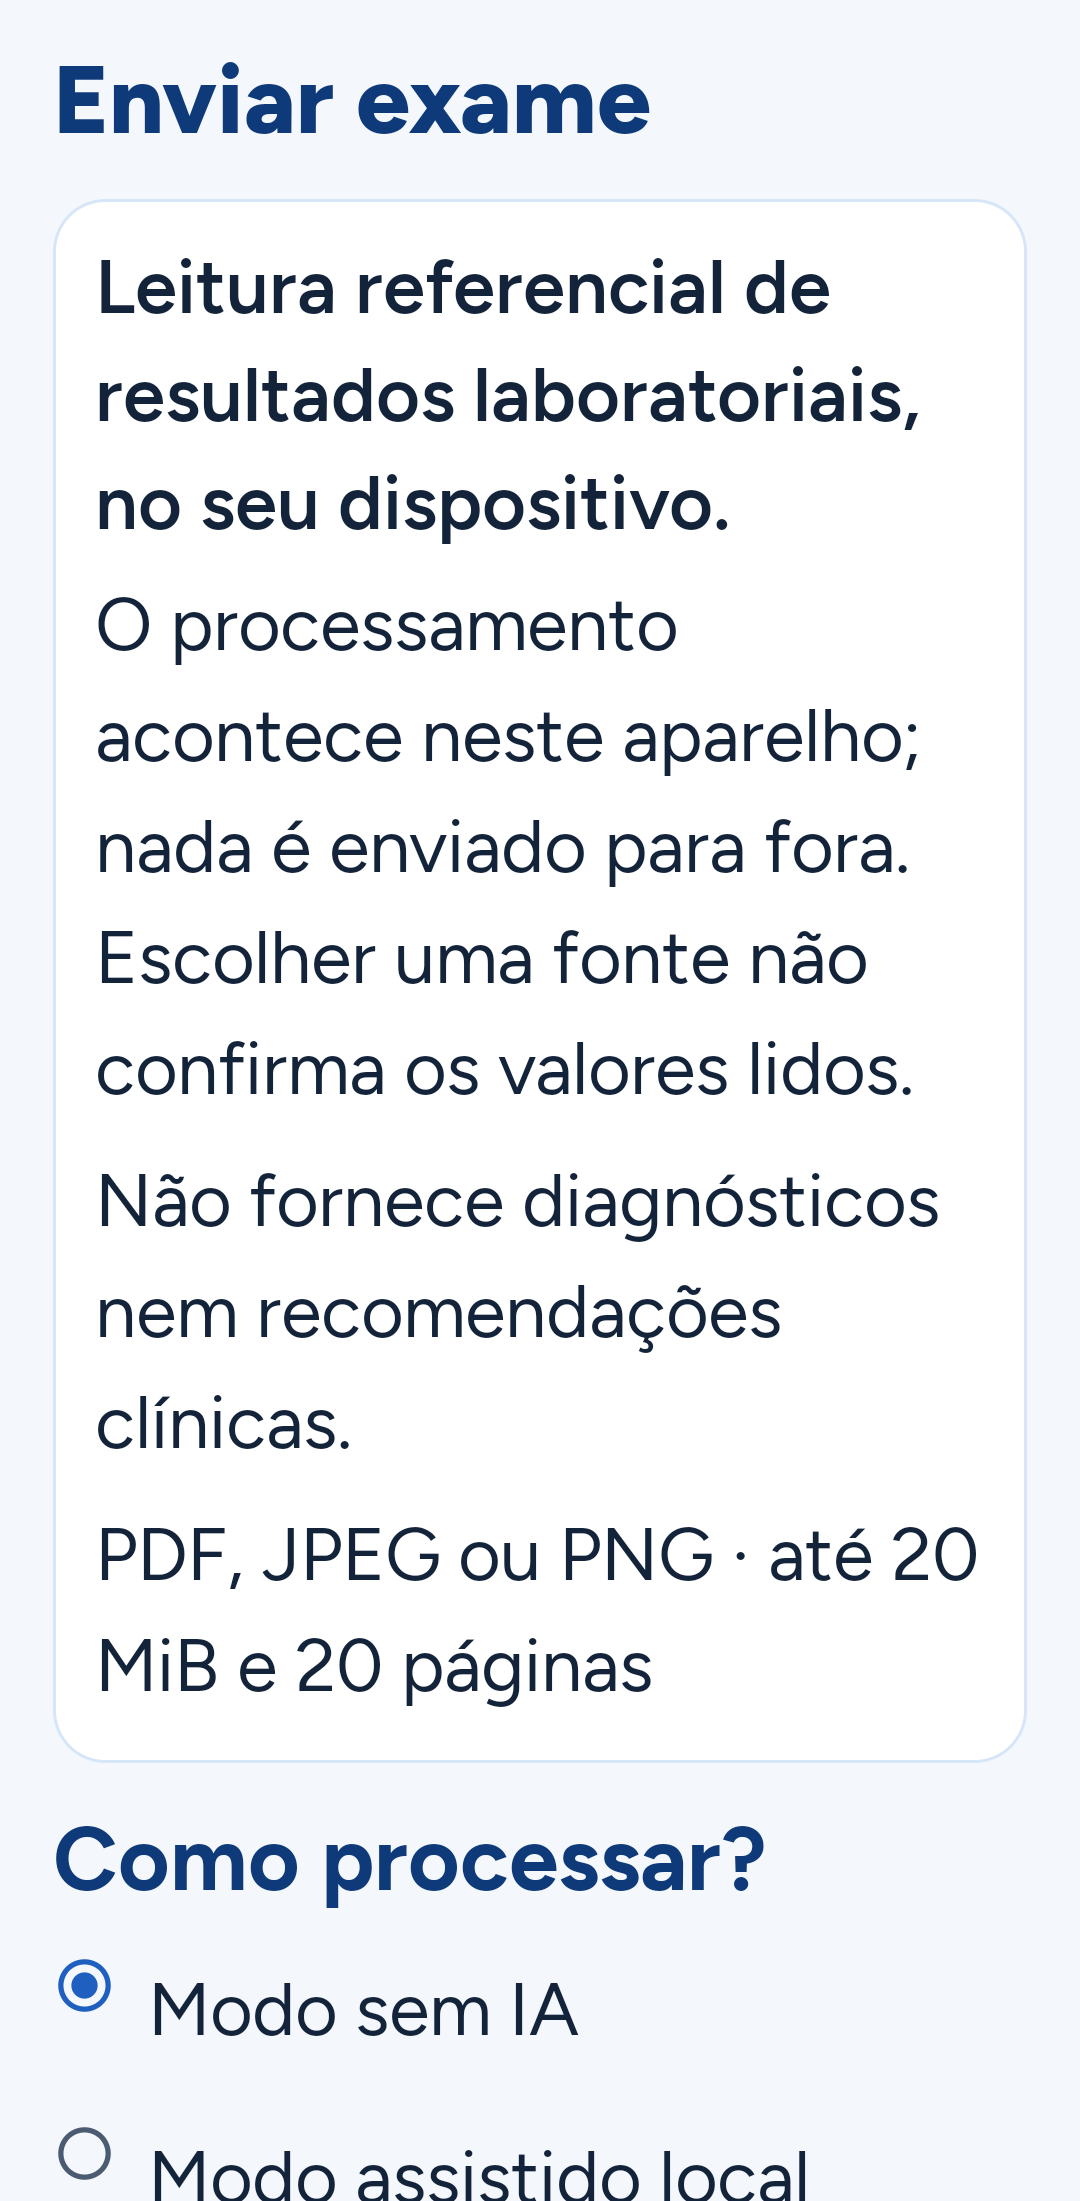 Enviar exame
Leitura referencial de
resultados laboratoriais,
no seu dispositivo.
O processamento
acontece neste aparelho;
nada é enviado para fora.
Escolher uma fonte não
confirma os valores lidos.
Não fornece diagnósticos
nem recomendações
clínicas.
PDF, JPEG ou PNG · até 20
MiB e 20 páginas
Como processar?
Modo sem IA
Modo assistido local